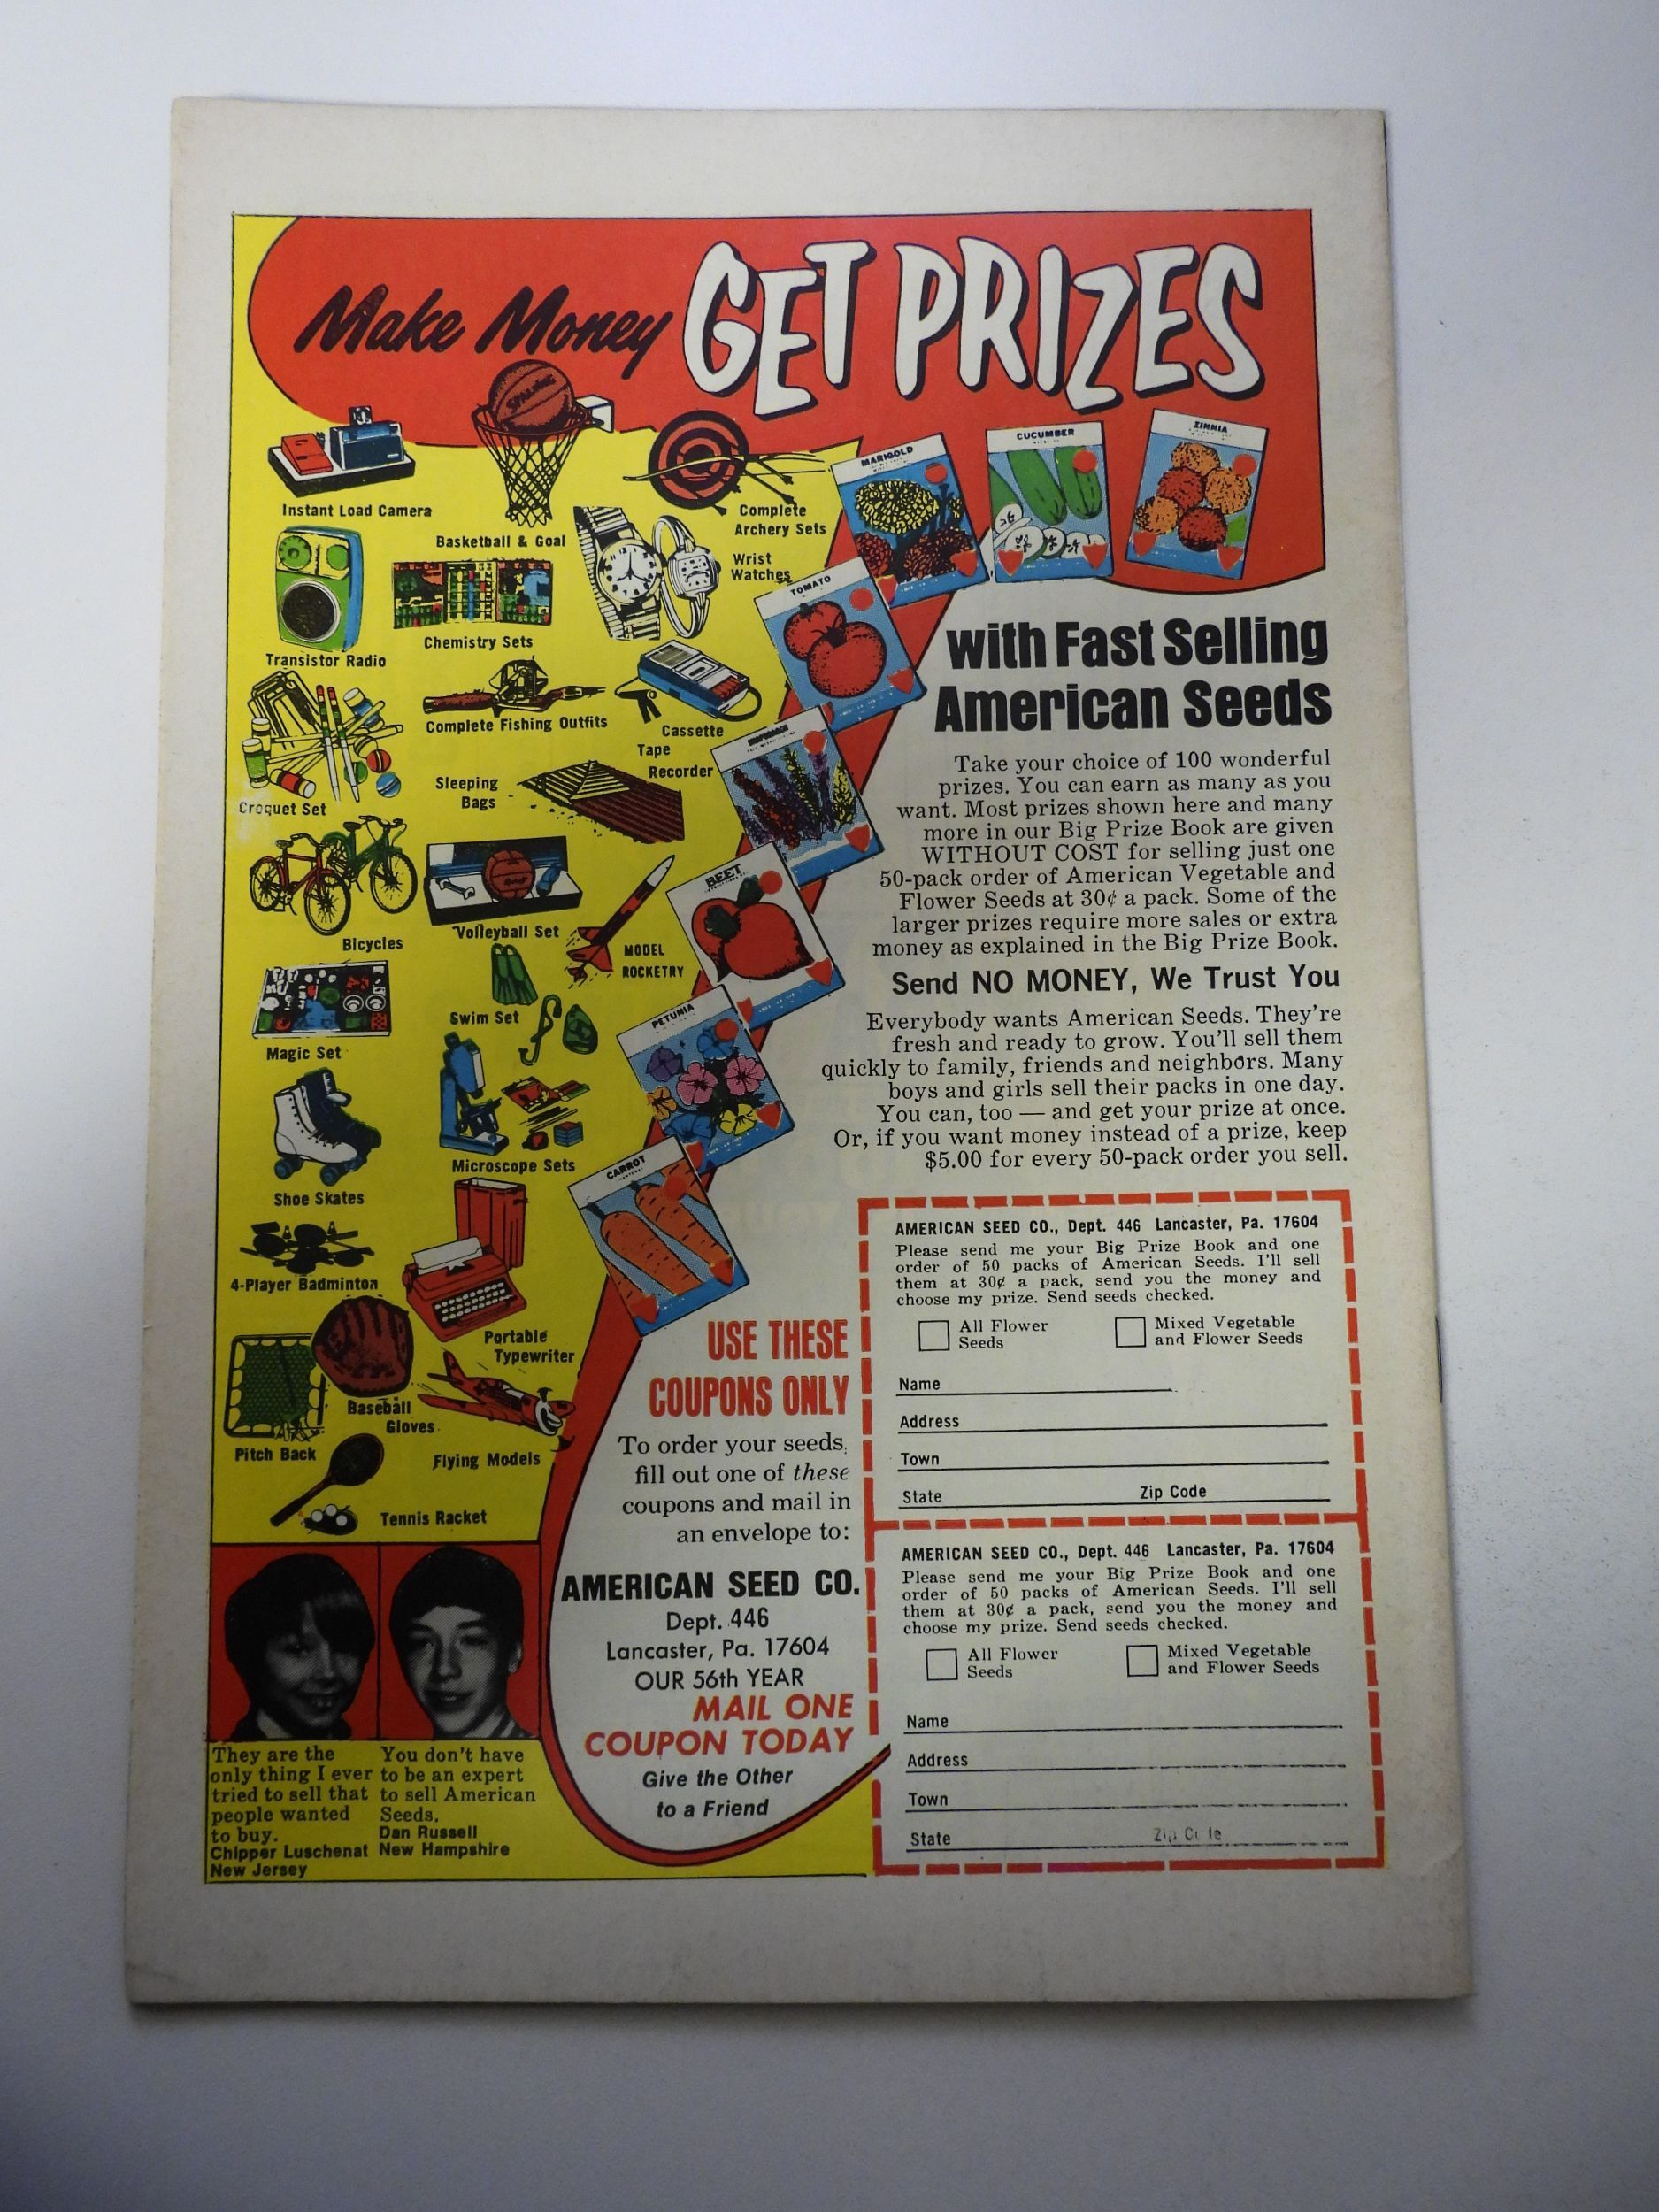 Make Money GET PRIZES
SPALDING
Instant Load Camera
Basketball & Goal
Complete
Archery Sets
Wrist
Watches
Transistor Radio
Chemistry Sets
Complete Fishing Outfits
Cassette
Tape
Recorder
Croquet Set
Sleeping
Bags
Bicycles
Volleyball Set
MODEL
ROCKETRY
Magic Set
Swim Set
Shoe Skates
Microscope Sets
4-Player Badminton
Portable
Typewriter
Pitch Back
Baseball
Gloves
Flying Models
Tennis Racket
MARIGOLD
CUCUMBER
ZINNIA
TOMATO
BEET
PETUNIA
CARROT
with Fast Selling
American Seeds
Take your choice of 100 wonderful
prizes. You can earn as many as you
want. Most prizes shown here and many
more in our Big Prize Book are given
WITHOUT COST for selling just one
50-pack order of American Vegetable and
Flower Seeds at 30¢ a pack. Some of the
larger prizes require more sales or extra
money as explained in the Big Prize Book.
Send NO MONEY, We Trust You
Everybody wants American Seeds. They're
fresh and ready to grow. You'll sell them
quickly to family, friends and neighbors. Many
boys and girls sell their packs in one day.
You can, too — and get your prize at once.
Or, if you want money instead of a prize, keep
$5.00 for every 50-pack order you sell.
USE THESE
COUPONS ONLY
To order your seeds,
fill out one of these
coupons and mail in
an envelope to:
AMERICAN SEED CO.
Dept. 446
Lancaster, Pa. 17604
OUR 56th YEAR
MAIL ONE
COUPON TODAY
Give the Other
to a Friend
AMERICAN SEED CO., Dept. 446 Lancaster, Pa. 17604
Please send me your Big Prize Book and one
order of 50 packs of American Seeds. I'll sell
them at 30¢ a pack, send you the money and
choose my prize. Send seeds checked.
All Flower
Seeds
Mixed Vegetable
and Flower Seeds
Name
Address
Town
State Zip Code
AMERICAN SEED CO., Dept. 446 Lancaster, Pa. 17604
Please send me your Big Prize Book and one
order of 50 packs of American Seeds. I'll sell
them at 30¢ a pack, send you the money and
choose my prize. Send seeds checked.
All Flower
Seeds
Mixed Vegetable
and Flower Seeds
Name
Address
Town
State Zip Code
They are the
only thing I ever
tried to sell that
people wanted
to buy.
Chipper Luschenat
New Jersey
You don't have
to be an expert
to sell American
Seeds.
Dan Russell
New Hampshire